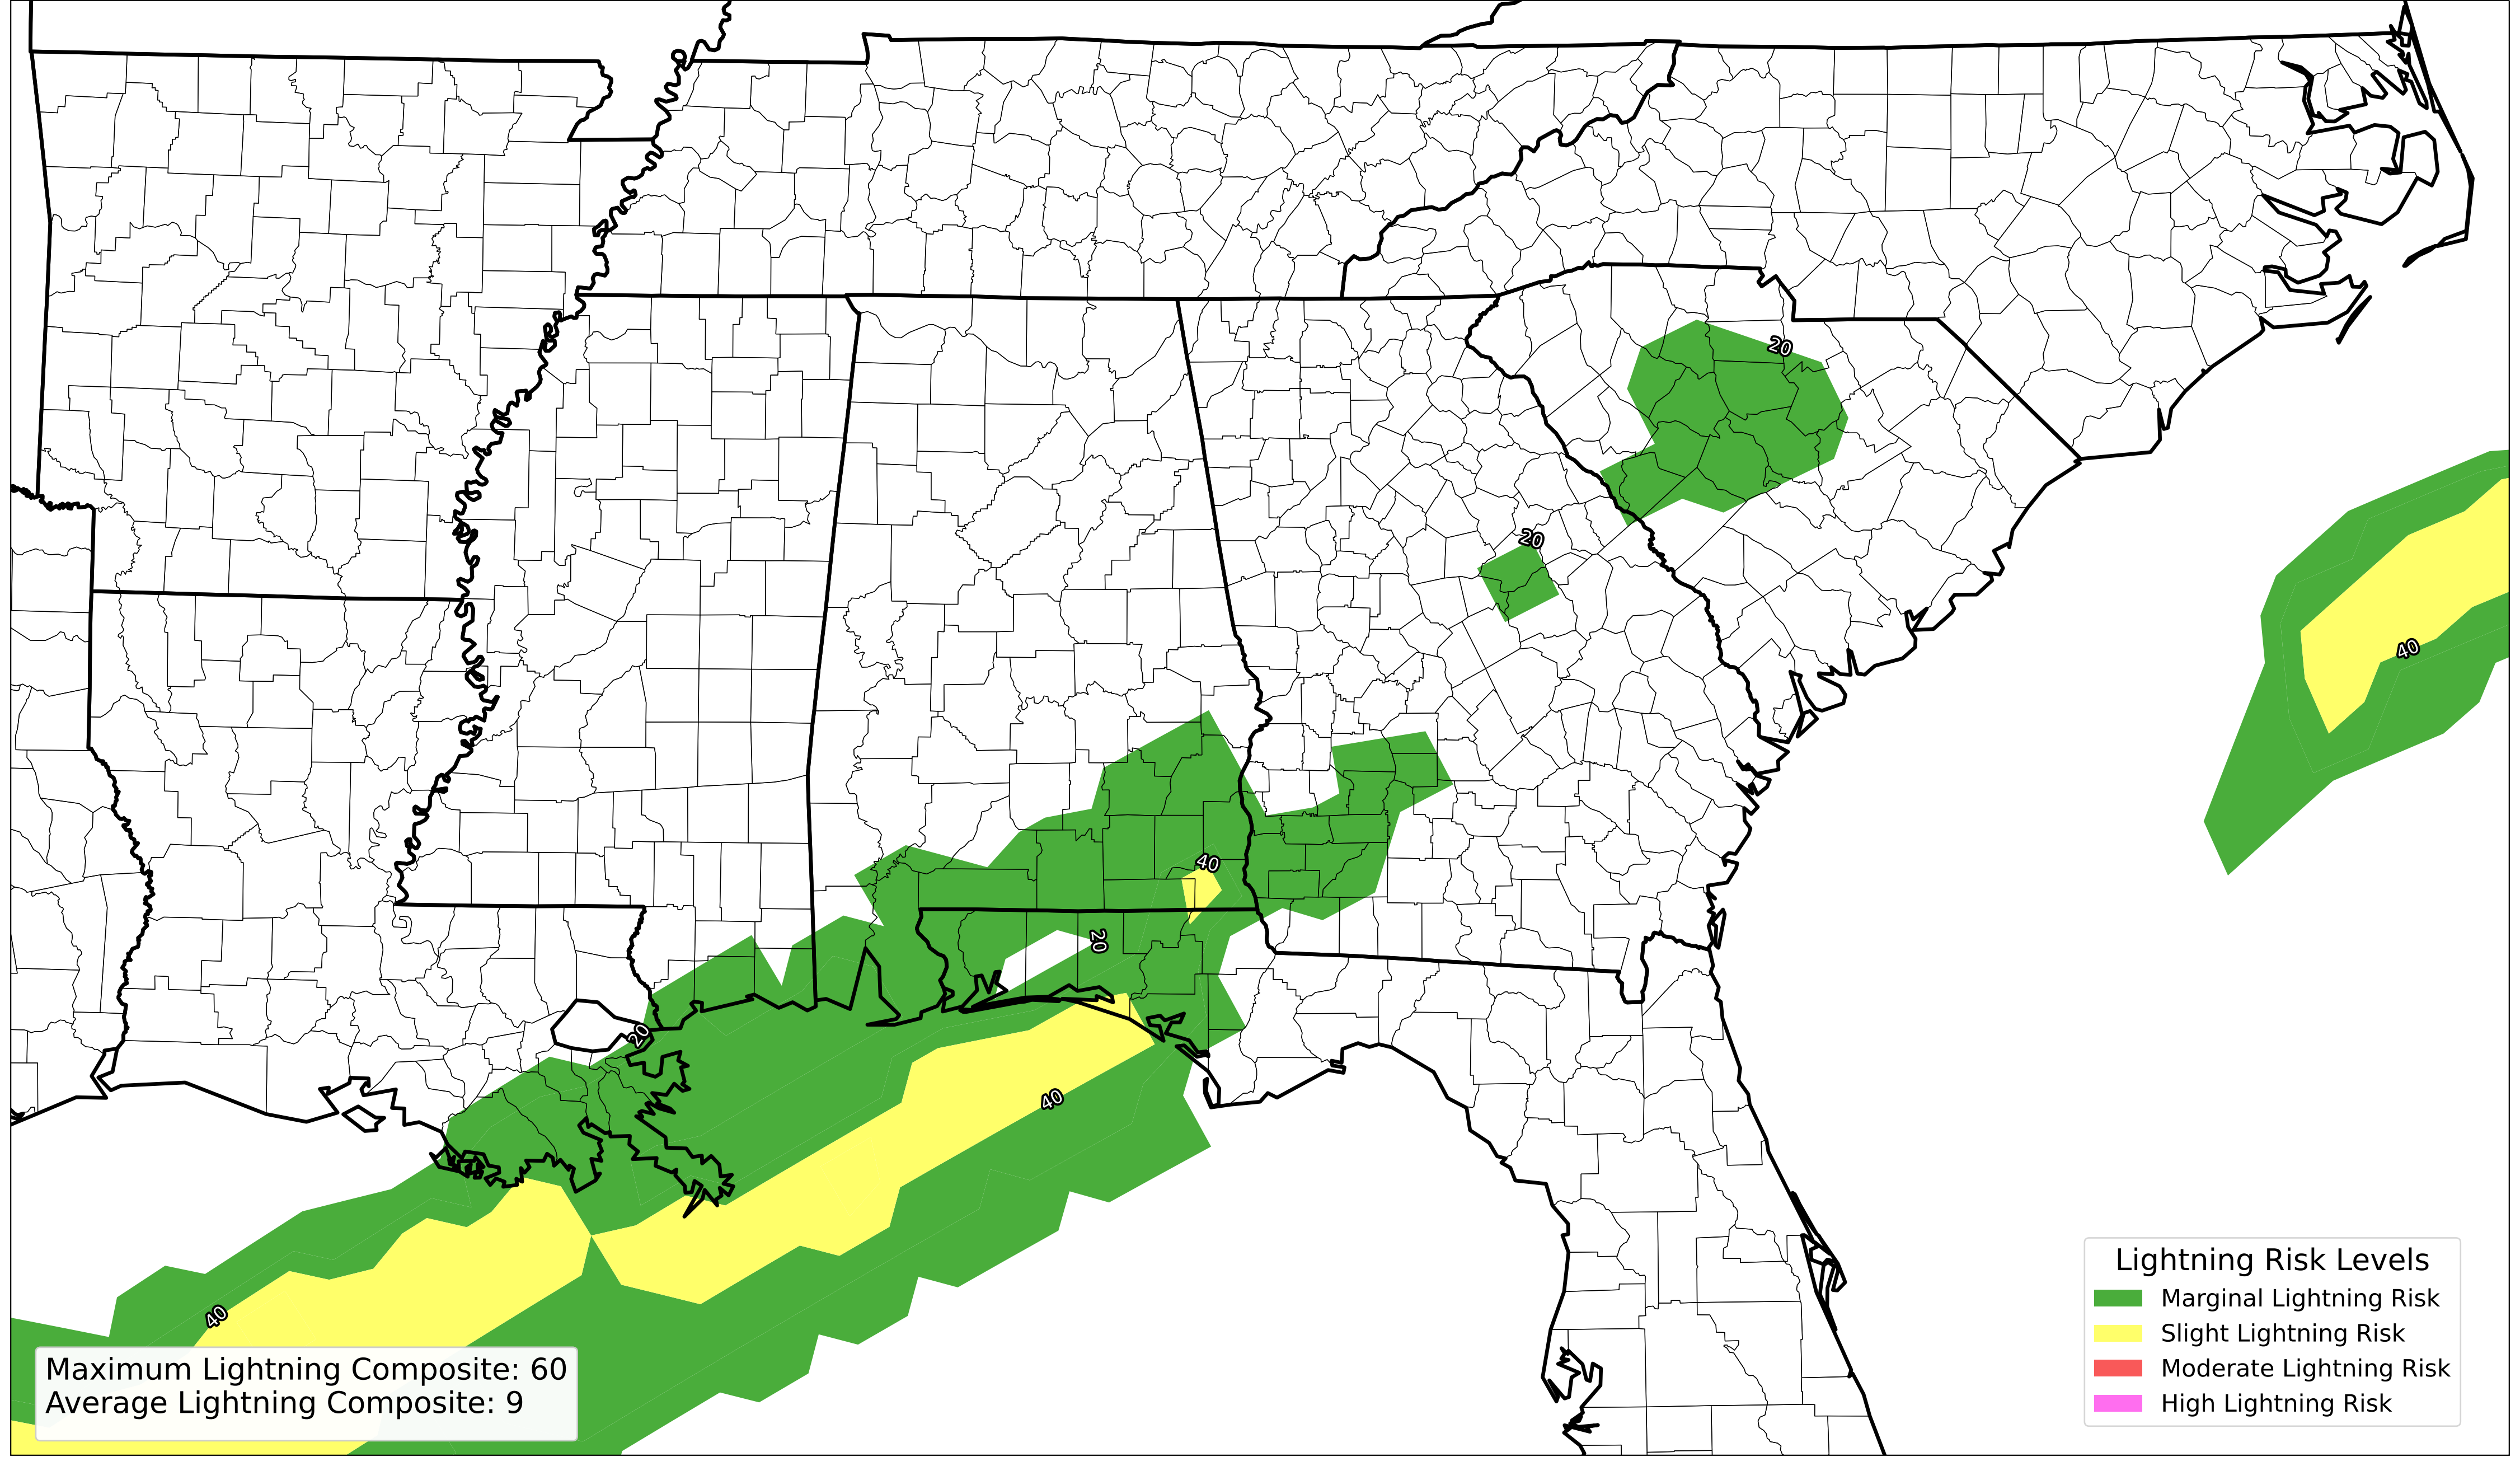 20
20
40
40
20
20
40
40
Maximum Lightning Composite: 60
Average Lightning Composite: 9
Lightning Risk Levels
Marginal Lightning Risk
Slight Lightning Risk
Moderate Lightning Risk
High Lightning Risk